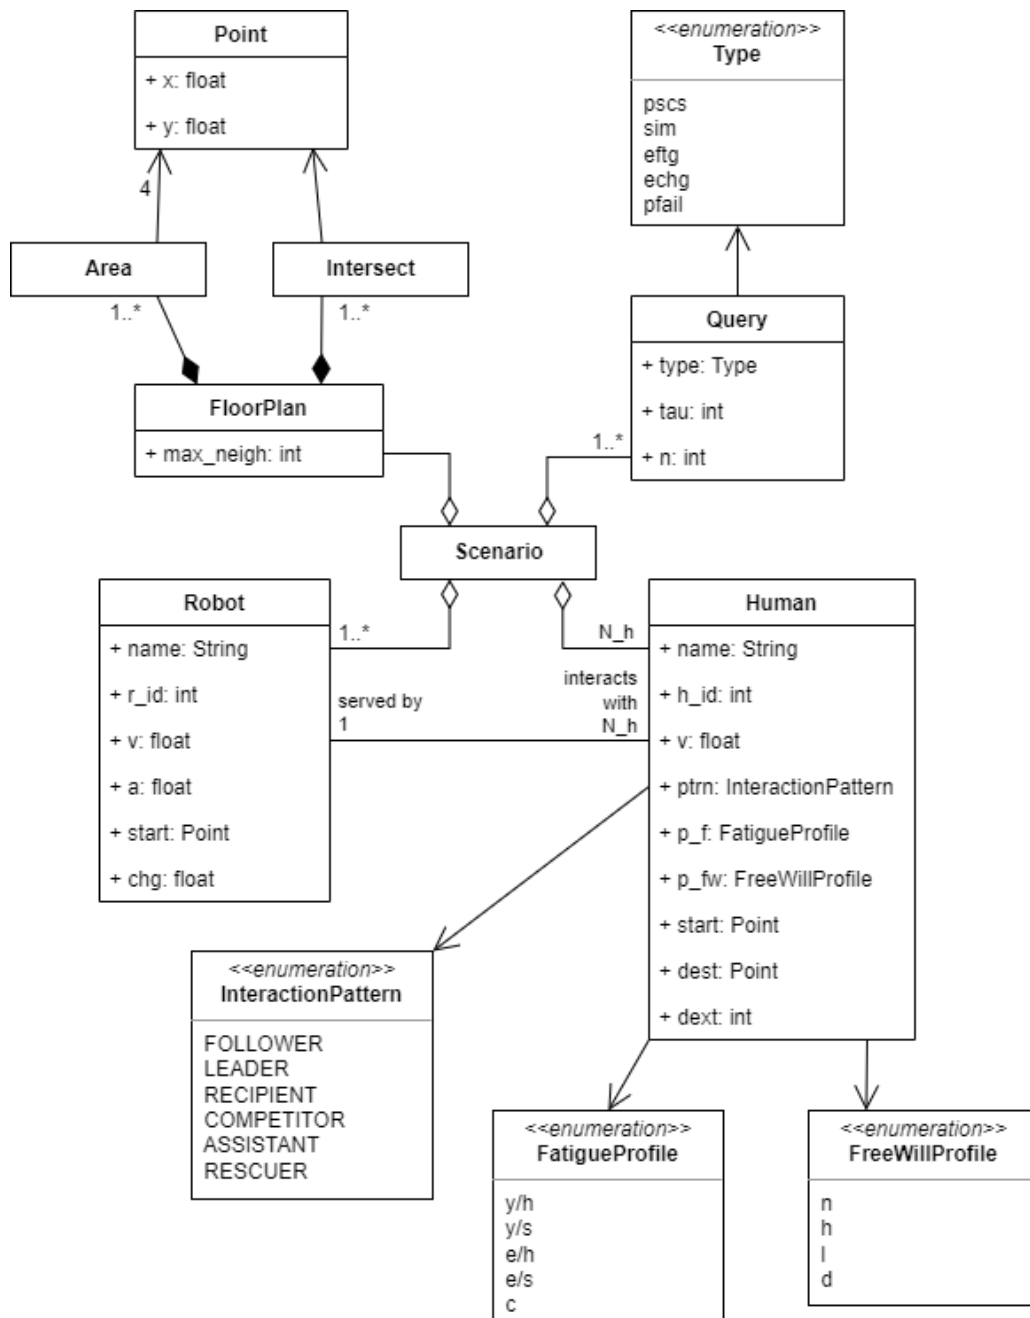 Point
+ x: float
+ y: float
<<enumeration>>
Type
pscs
sim
eftg
echg
pfail
4
Area
Intersect
1..*
1..*
Query
+ type: Type
+ tau: int
+ n: int
FloorPlan
+ max_neigh: int
1..*
Scenario
Robot
+ name: String
+ r_id: int
+ v: float
+ a: float
+ start: Point
+ chg: float
1..*
N_h
served by
1
interacts
with
N_h
Human
+ name: String
+ h_id: int
+ v: float
+ ptrn: InteractionPattern
+ p_f: FatigueProfile
+ p_fw: FreeWillProfile
+ start: Point
+ dest: Point
+ dext: int
<<enumeration>>
InteractionPattern
FOLLOWER
LEADER
RECIPIENT
COMPETITOR
ASSISTANT
RESCUER
<<enumeration>>
FatigueProfile
y/h
y/s
e/h
e/s
c
<<enumeration>>
FreeWillProfile
n
h
l
d